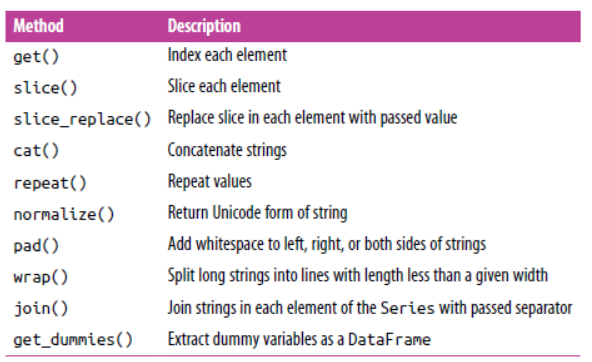 Method Description
get() Index each element
slice() Slice each element
slice_replace() Replace slice in each element with passed value
cat() Concatenate strings
repeat() Repeat values
normalize() Return Unicode form of string
pad() Add whitespace to left, right, or both sides of strings
wrap() Split long strings into lines with length less than a given width
join() Join strings in each element of the Series with passed separator
get_dummies() Extract dummy variables as a DataFrame